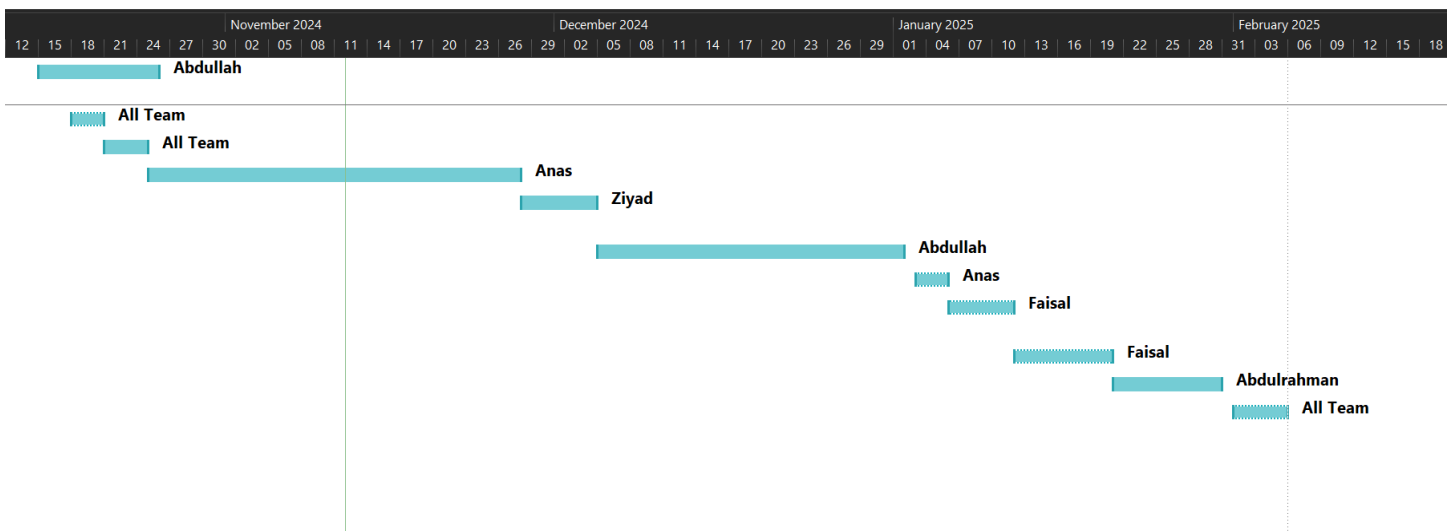 November 2024 December 2024 January 2025 February 2025
12 15 18 21 24 27 30 02 05 08 11 14 17 20 23 26 29 02 05 08 11 14 17 20 23 26 29 01 04 07 10 13 16 19 22 25 28 31 03 06 09 12 15 18
Abdullah
All Team
All Team
Anas
Ziyad
Abdullah
Anas
Faisal
Faisal
Abdulrahman
All Team